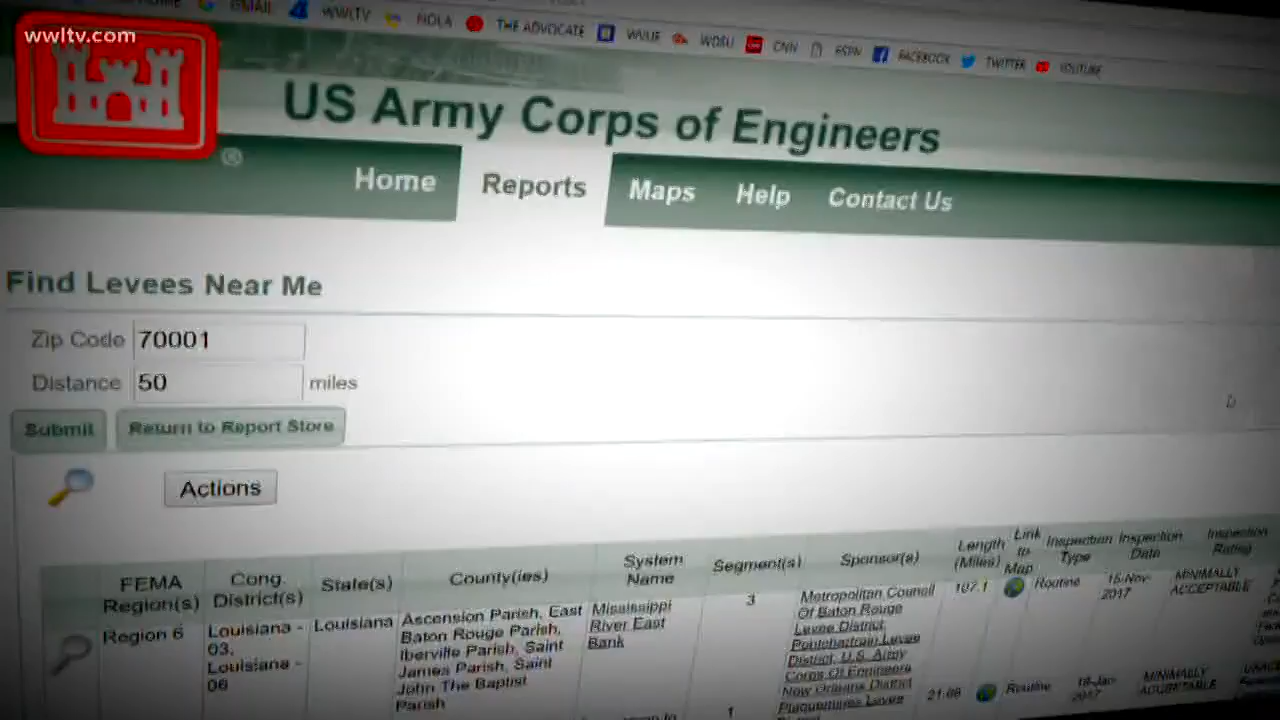 wwltv.com
GMAIL WWLTV NOLA THE ADVOCATE WVUE WDSU CNN ESPN FACEBOOK TWITTER YOUTUBE
US Army Corps of Engineers
®
Home Reports Maps Help Contact Us
Find Levees Near Me
Zip Code 70001
Distance 50 miles
Submit Return to Report Store
Actions
FEMA Region(s) Cong. District(s) State(s) County(ies) System Name Segment(s) Sponsor(s) Length (Miles) Link to Map Inspection Type Inspection Date Inspection Rating
Region 6
Louisiana -
03,
Louisiana -
06
Louisiana
Ascension Parish, East
Baton Rouge Parish,
Iberville Parish, Saint
James Parish, Saint
John The Baptist
Parish
Mississippi
River East
Bank
3
Metropolitan Council
Of Baton Rouge
Levee District,
Pontchartrain Levee
District, U.S. Army
Corps Of Engineers
New Orleans District
107.1
Routine
15-Nov-
2017
MINIMALLY
ACCEPTABLE
1
Plaquemines Levee
Routine
2017
MINIMALLY
ACCEPTABLE